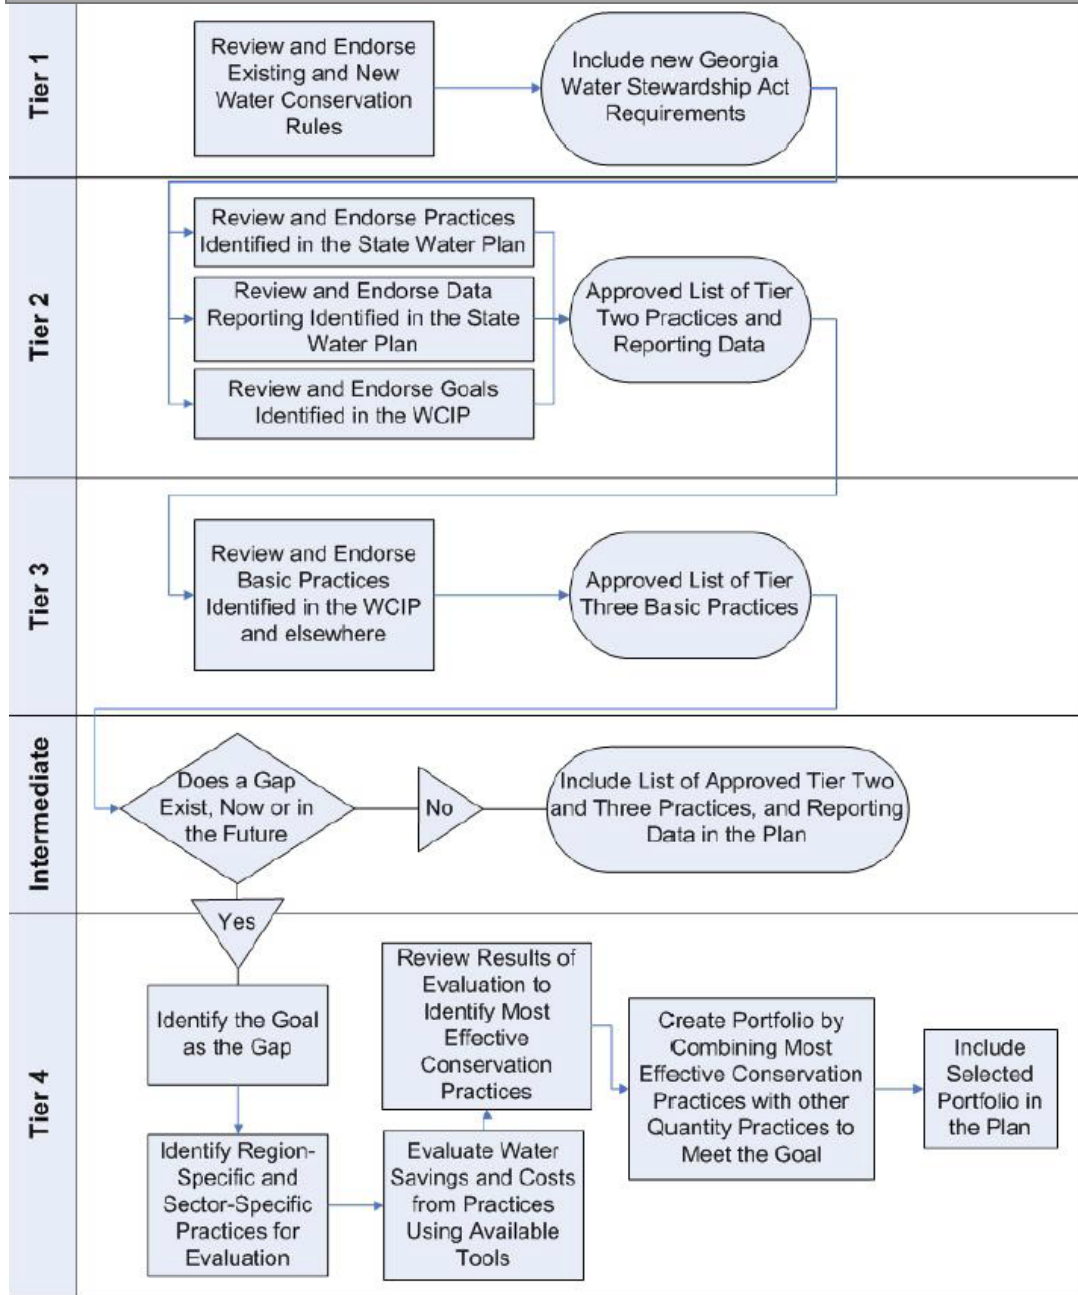 Tier 1
Review and Endorse
Existing and New
Water Conservation
Rules
Include new Georgia
Water Stewardship Act
Requirements
Tier 2
Review and Endorse Practices
Identified in the State Water Plan
Review and Endorse Data
Reporting Identified in the State
Water Plan
Review and Endorse Goals
Identified in the WCIP
Approved List of Tier
Two Practices and
Reporting Data
Tier 3
Review and Endorse
Basic Practices
Identified in the WCIP
and elsewhere
Approved List of Tier
Three Basic Practices
Intermediate
Does a Gap
Exist, Now or in
the Future
No
Include List of Approved Tier Two
and Three Practices, and Reporting
Data in the Plan
Yes
Tier 4
Identify the Goal
as the Gap
Identify Region-
Specific and
Sector-Specific
Practices for
Evaluation
Evaluate Water
Savings and Costs
from Practices
Using Available
Tools
Review Results of
Evaluation to
Identify Most
Effective
Conservation
Practices
Create Portfolio by
Combining Most
Effective Conservation
Practices with other
Quantity Practices to
Meet the Goal
Include
Selected
Portfolio in
the Plan